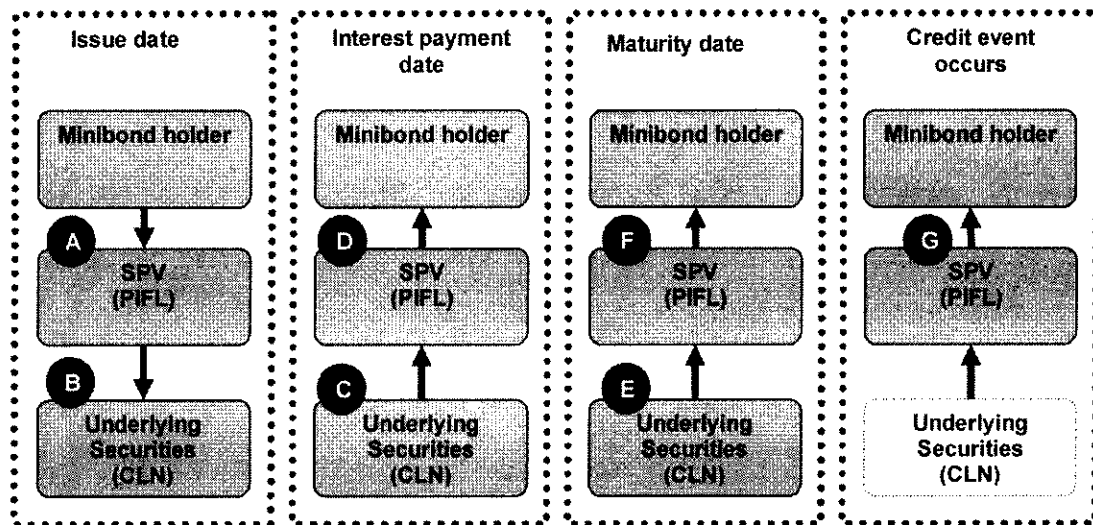 Issue date
Minibond holder
A
SPV
(PIFL)
B
Underlying
Securities
(CLN)
Interest payment
date
Minibond holder
D
SPV
(PIFL)
C
Underlying
Securities
(CLN)
Maturity date
Minibond holder
F
SPV
(PIFL)
E
Underlying
Securities
(CLN)
Credit event
occurs
Minibond holder
G
SPV
(PIFL)
Underlying
Securities
(CLN)